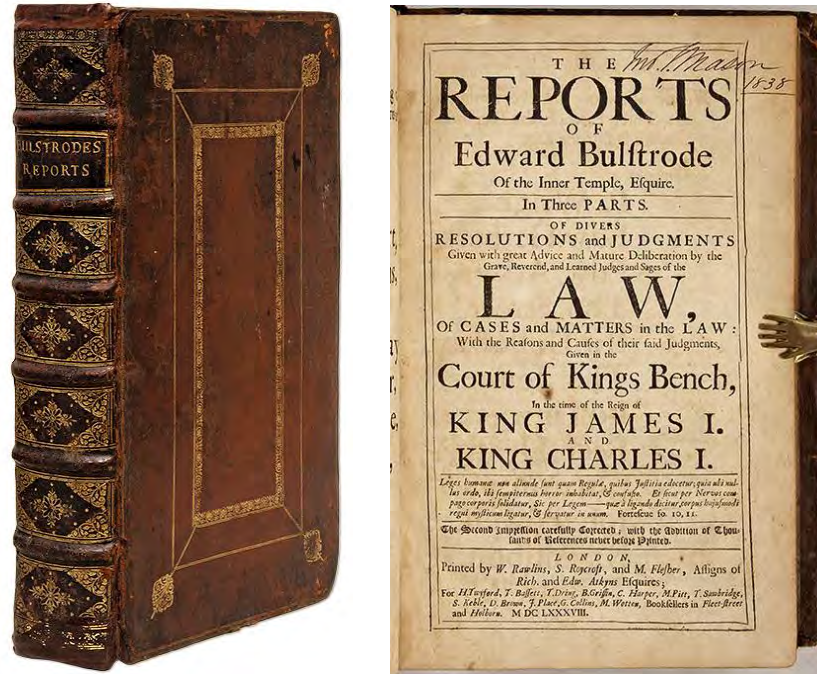 BULSTRODES
REPORTS
THE
Jno. T. Mason
1838
REPORTS
OF
Edward Bulſtrode
Of the Inner Temple, Eſquire.
In Three PARTS.
OF DIVERS
RESOLUTIONS and JUDGMENTS
Given with great Advice and Mature Deliberation by the
Grave, Reverend, and Learned Judges and Sages of the
LAW,
Of CASES and MATTERS in the LAW:
With the Reaſons and Cauſes of their ſaid Judgments,
Given in the
Court of Kings Bench,
In the time of the Reign of
KING JAMES I.
AND
KING CHARLES I.
Leges humanæ non aliunde ſunt quam Regulæ, quibus Juſtitia edocetur; quia ubi nul-
lus ordo, ibi ſempiternus horror inhabitat, & confuſio. Et ſicut per Nervos com-
pago corporis ſolidatur, Sic per Legem——quæ à ligando dicitur, corpus hujuſmodi
regni myſticum ligatur, & ſervatur in unum. Forteſcue fo. 10, 11.
The Second Impreſſion carefully Corrected; with the Addition of Thou-
ſands of References never before Printed.
LONDON,
Printed by W. Rawlins, S. Roycroft, and M. Fleſher, Aſſigns of
Rich. and Edw. Atkyns Eſquires;
For H. Twyford, T. Baſſett, T. Dring, B. Griffin, C. Harper, M. Pitt, T. Sawbridge,
S. Keble, D. Brown, J. Place, G. Collins, M. Wotton, Bookſellers in Fleet-ſtreet
and Holborn. M DC LXXXVIII.